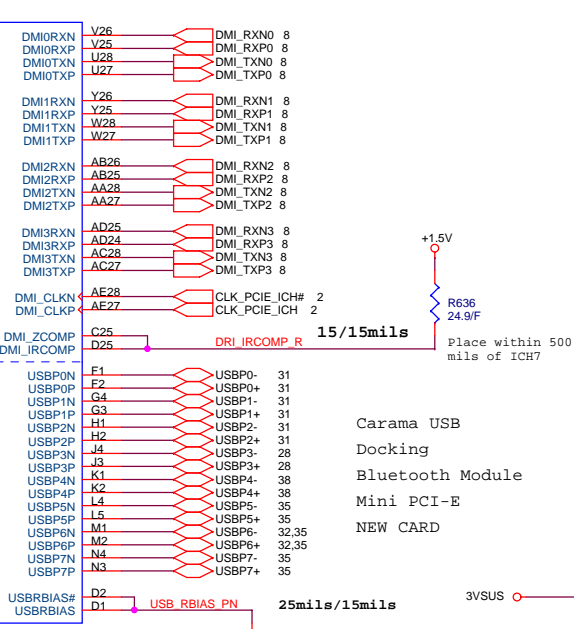 DMI0RXN V26 DMI_RXN0 8
DMI0RXP V25 DMI_RXP0 8
DMI0TXN U28 DMI_TXN0 8
DMI0TXP U27 DMI_TXP0 8
DMI1RXN Y26 DMI_RXN1 8
DMI1RXP Y25 DMI_RXP1 8
DMI1TXN W28 DMI_TXN1 8
DMI1TXP W27 DMI_TXP1 8
DMI2RXN AB26 DMI_RXN2 8
DMI2RXP AB25 DMI_RXP2 8
DMI2TXN AA28 DMI_TXN2 8
DMI2TXP AA27 DMI_TXP2 8
DMI3RXN AD25 DMI_RXN3 8
DMI3RXP AD24 DMI_RXP3 8
DMI3TXN AC28 DMI_TXN3 8
DMI3TXP AC27 DMI_TXP3 8
+1.5V
DMI_CLKN AE28 CLK_PCIE_ICH# 2
DMI_CLKP AE27 CLK_PCIE_ICH 2
R636
24.9/F
15/15mils
DMI_ZCOMP C25
DMI_IRCOMP D25 DRI_IRCOMP_R
Place within 500
mils of ICH7
USBP0N F1 USBP0- 31
USBP0P F2 USBP0+ 31
USBP1N G4 USBP1- 31
USBP1P G3 USBP1+ 31
USBP2N H1 USBP2- 31
USBP2P H2 USBP2+ 31
USBP3N J4 USBP3- 28
USBP3P J3 USBP3+ 28
USBP4N K1 USBP4- 38
USBP4P K2 USBP4+ 38
USBP5N L4 USBP5- 35
USBP5P L5 USBP5+ 35
USBP6N M1 USBP6- 32,35
USBP6P M2 USBP6+ 32,35
USBP7N N4 USBP7- 35
USBP7P N3 USBP7+ 35
Carama USB
Docking
Bluetooth Module
Mini PCI-E
NEW CARD
USBRBIAS# D2
USBRBIAS D1 USB_RBIAS_PN
25mils/15mils
3VSUS